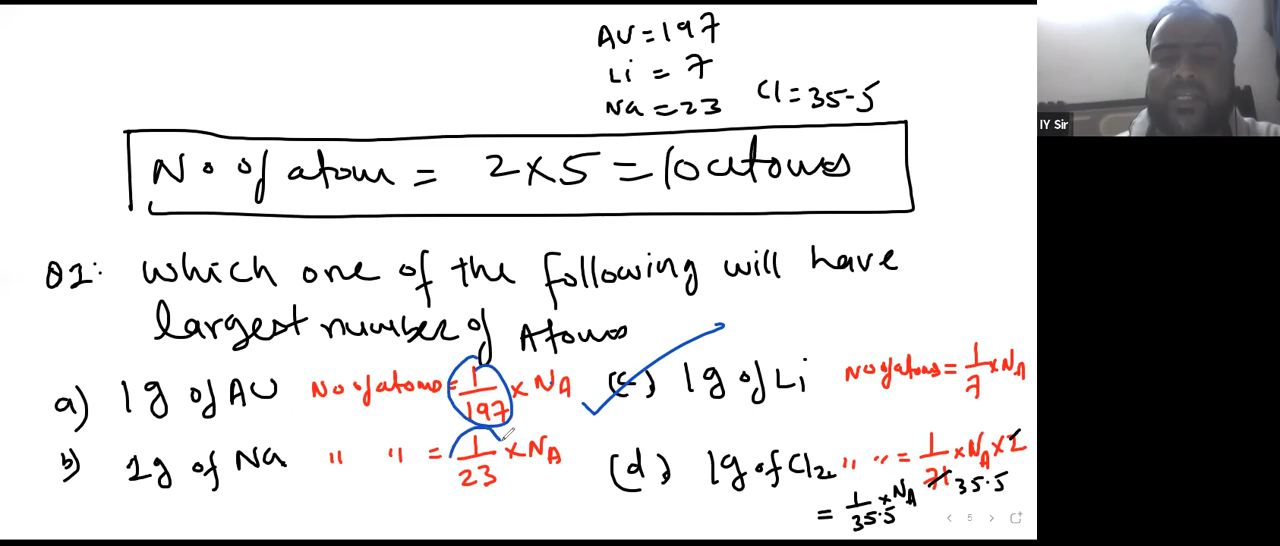 AU = 197
Li = 7
Na = 23 Cl = 35-5
IY Sir
No of atom = 2x5 = 10 atoms
Q1: Which one of the following will have
largest number of Atoms
a) 1g of AU No of atoms = 1/197 x NA (c) 1g of Li No of atoms = 1/7 x NA
b) 1g of Na " " = 1/23 x NA (d) 1g of Cl2 " " = 1/71 x NA x 2
35.5
= 1/35.5 x NA
< 5 >